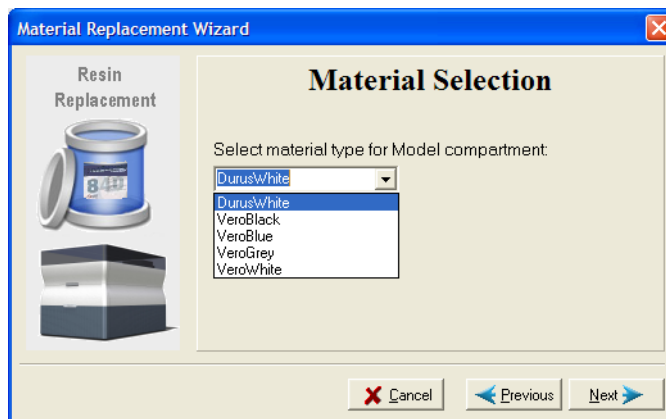 Material Replacement Wizard
Resin
Replacement
840
Material Selection
Select material type for Model compartment:
DurusWhite
DurusWhite
VeroBlack
VeroBlue
VeroGrey
VeroWhite
Cancel
Previous
Next